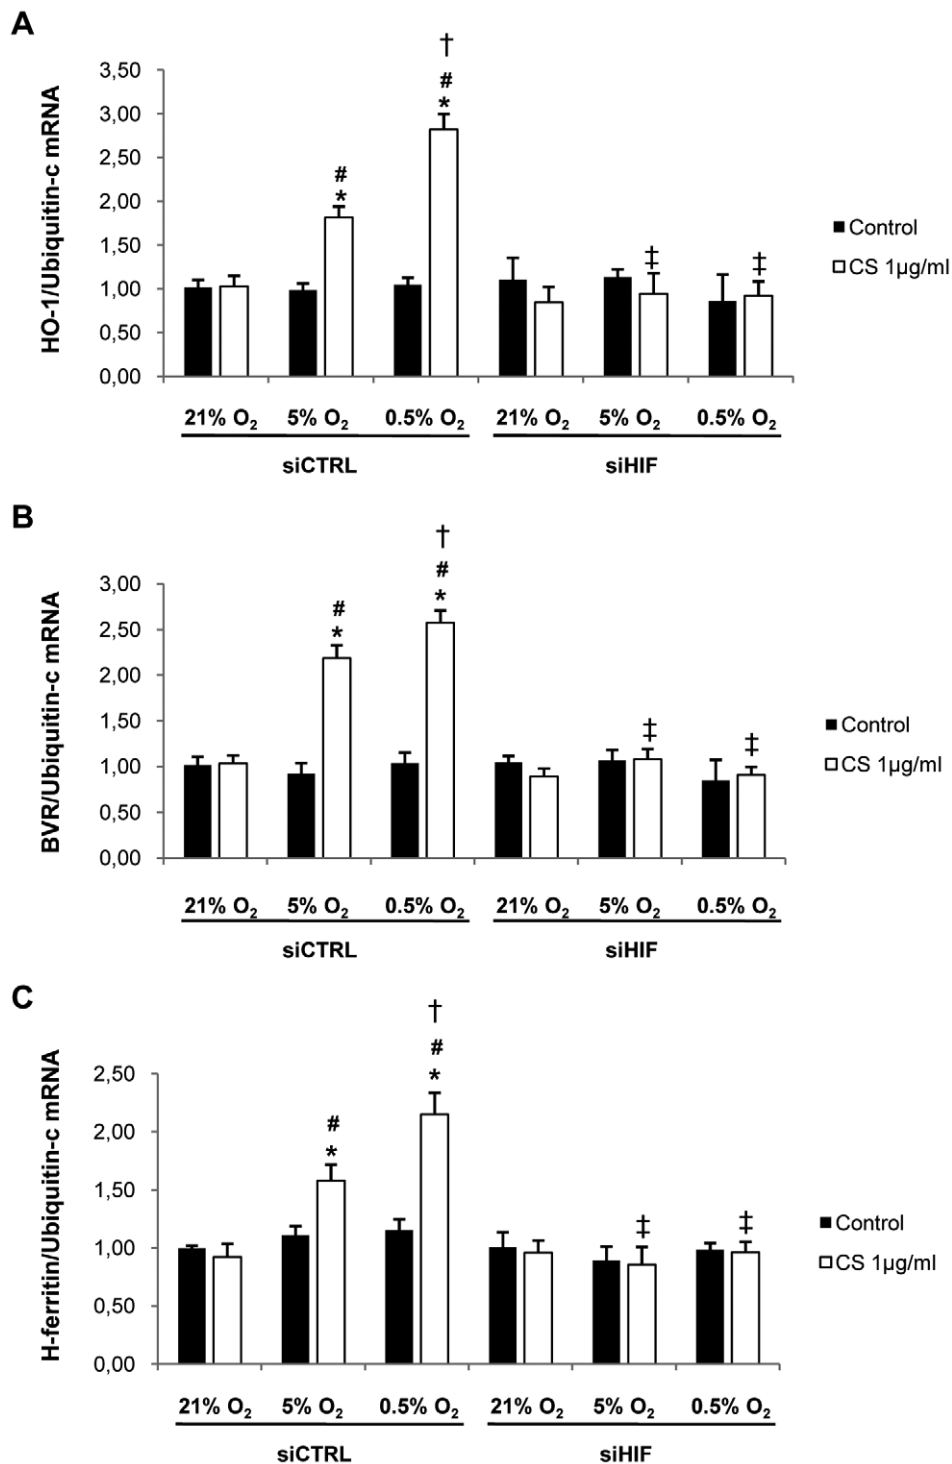 A
HO-1/Ubiquitin-c mRNA
†
#
*
#
*
‡
‡
3,50
3,00
2,50
2,00
1,50
1,00
0,50
0,00
Control
CS 1µg/ml
21% O2 5% O2 0.5% O2 21% O2 5% O2 0.5% O2
siCTRL siHIF
B
BVR/Ubiquitin-c mRNA
†
#
*
#
*
‡
‡
3,00
2,50
2,00
1,50
1,00
0,50
0,00
Control
CS 1µg/ml
21% O2 5% O2 0.5% O2 21% O2 5% O2 0.5% O2
siCTRL siHIF
C
H-ferritin/Ubiquitin-c mRNA
†
#
*
#
*
‡
‡
2,50
2,00
1,50
1,00
0,50
0,00
Control
CS 1µg/ml
21% O2 5% O2 0.5% O2 21% O2 5% O2 0.5% O2
siCTRL siHIF